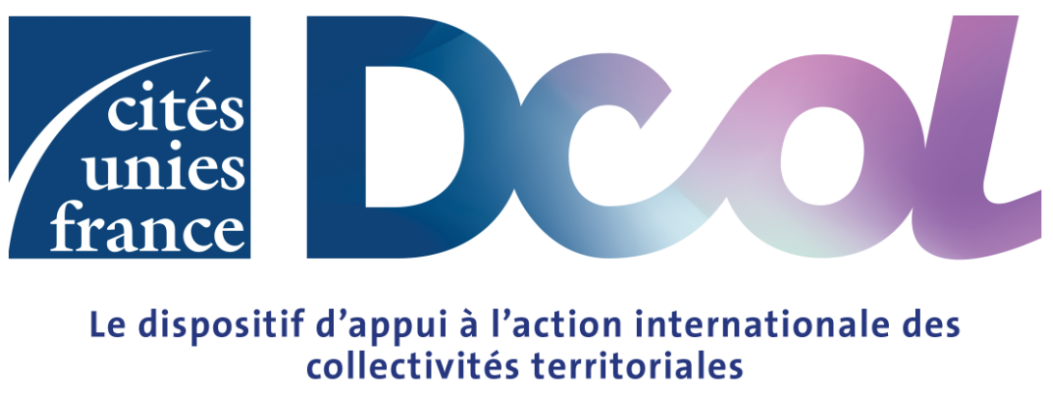 cités
unies
france
Dcol
Le dispositif d’appui à l’action internationale des
collectivités territoriales